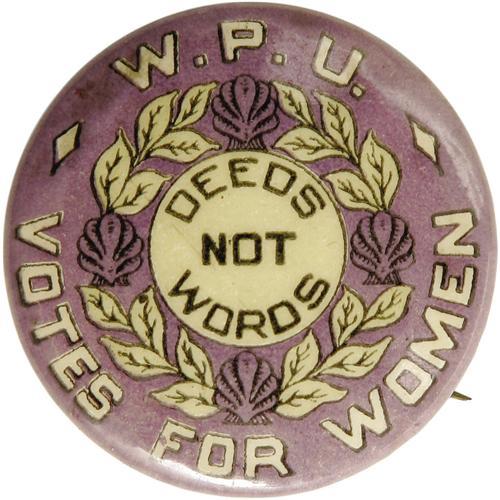 W.P.U.
DEEDS
NOT
WORDS
VOTES FOR WOMEN